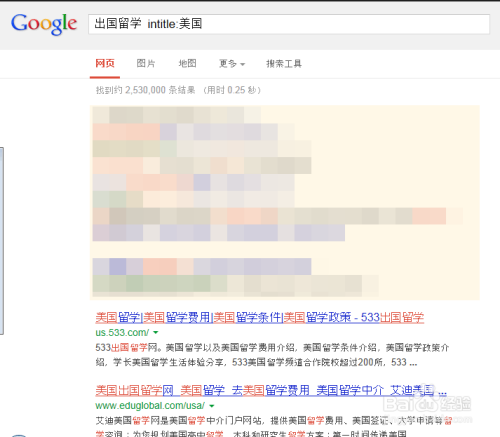 Google
出国留学 intitle:美国
网页 图片 地图 更多 搜索工具
找到约 2,530,000 条结果 (用时 0.25 秒)
美国留学|美国留学费用|美国留学条件|美国留学政策 - 533出国留学
us.533.com/
533出国留学网。美国留学以及美国留学费用介绍，美国留学条件介绍，美国留学政策介
绍，学长美国留学生活体验分享，533美国留学频道合作院校超过200所，533 ...
美国出国留学网_美国留学_去美国留学费用_美国留学中介_艾迪美国 ...
www.eduglobal.com/usa/
艾迪美国留学网是美国留学中介门户网站，提供美国留学费用、美国签证、大学申请等留
学咨询；为您规划美国高中留学、本科和研究生留学方案；第一时间传递美国
Baidu经验